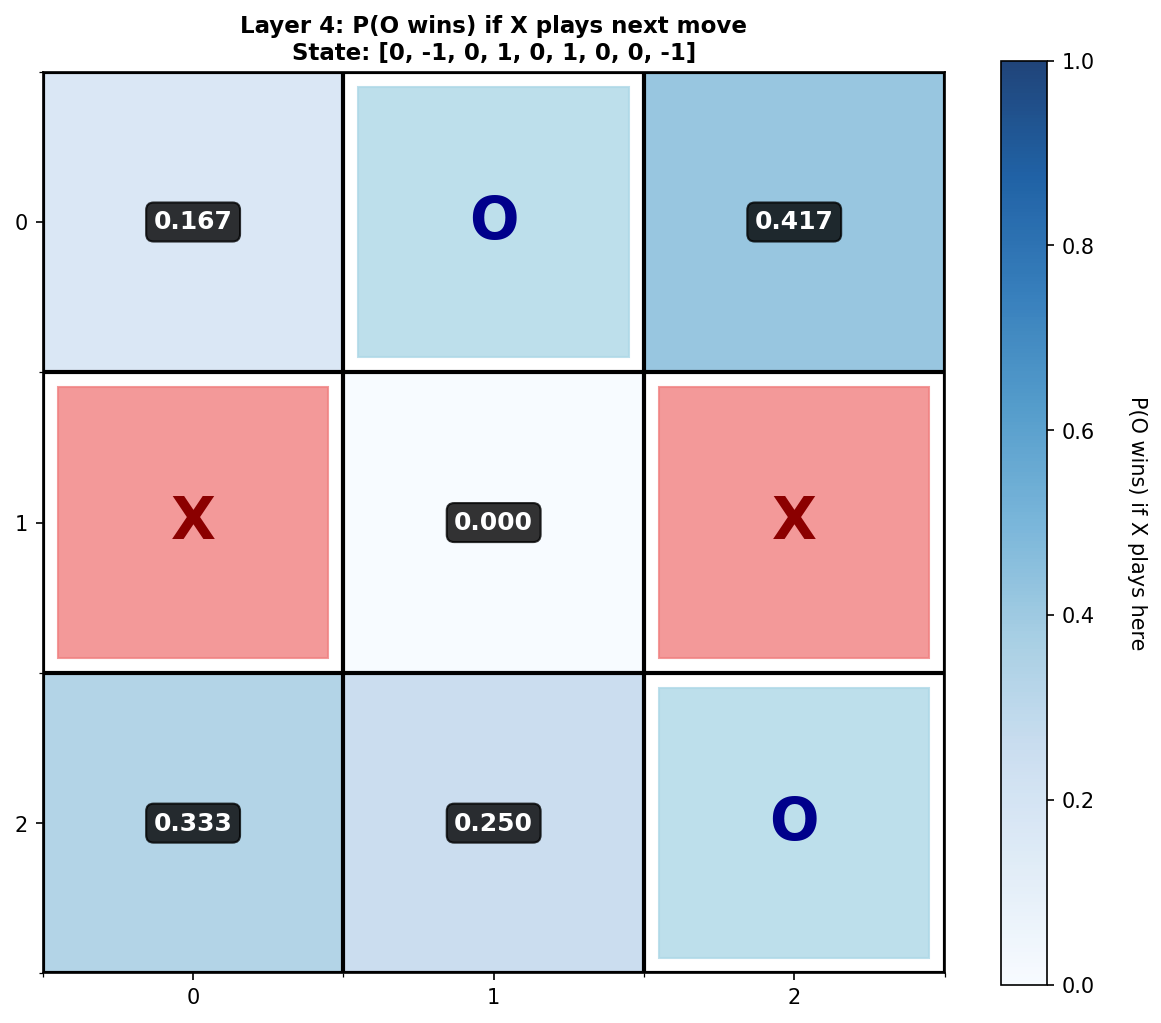 Layer 4: P(O wins) if X plays next move
State: [0, -1, 0, 1, 0, 1, 0, 0, -1]
0.167
O
0.417
X
0.000
X
0.333
0.250
O
0
1
2
0
1
2
1.0
0.8
0.6
0.4
0.2
0.0
P(O wins) if X plays here